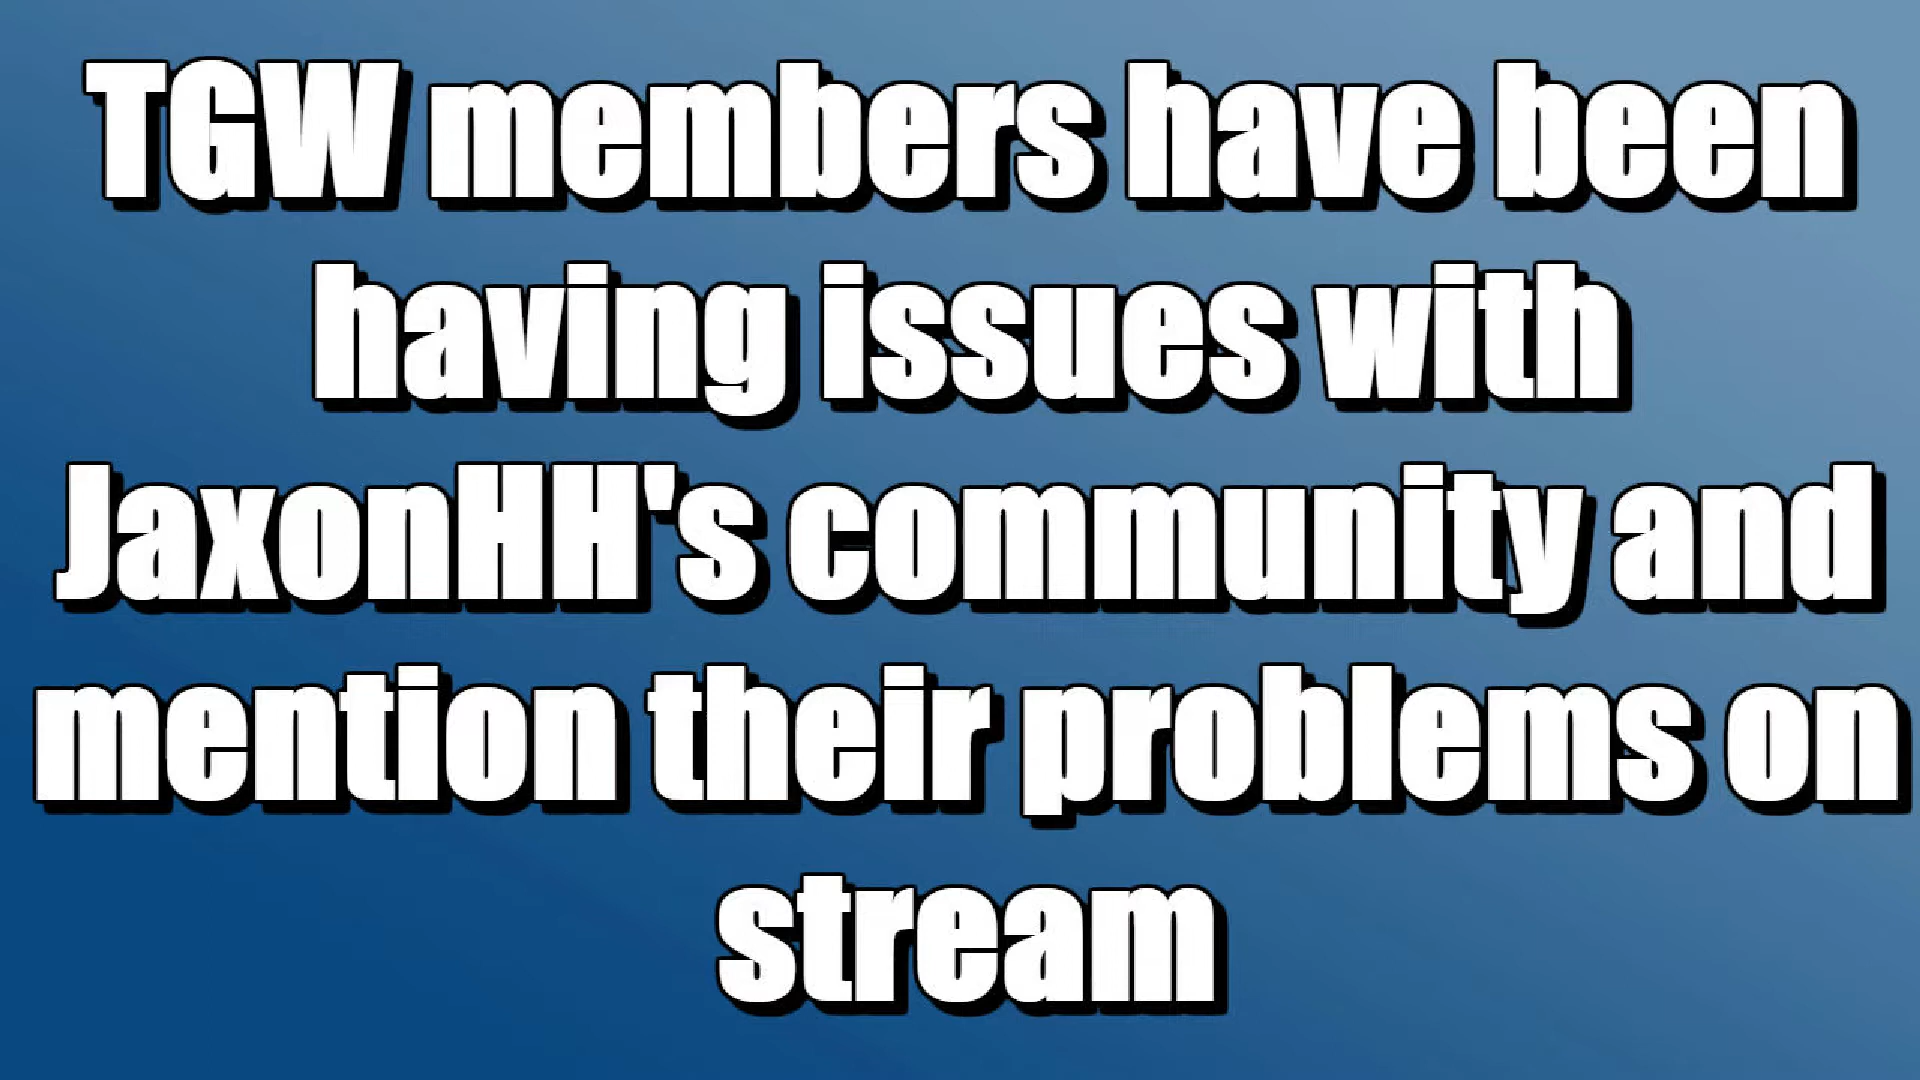 TGW members have been
having issues with
JaxonHH's community and
mention their problems on
stream